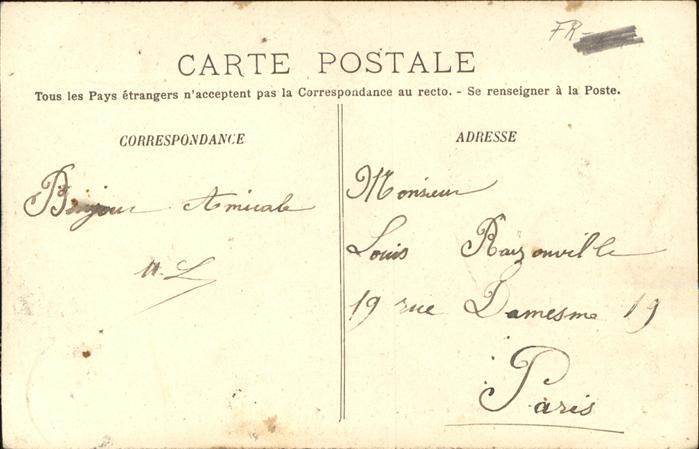 FR-
CARTE POSTALE
Tous les Pays étrangers n'acceptent pas la Correspondance au recto. - Se renseigner à la Poste.
CORRESPONDANCE
Bonjour Amicale
M. L
ADRESSE
Monsieur
Louis Raizonville
19 rue Damesme 19
Paris